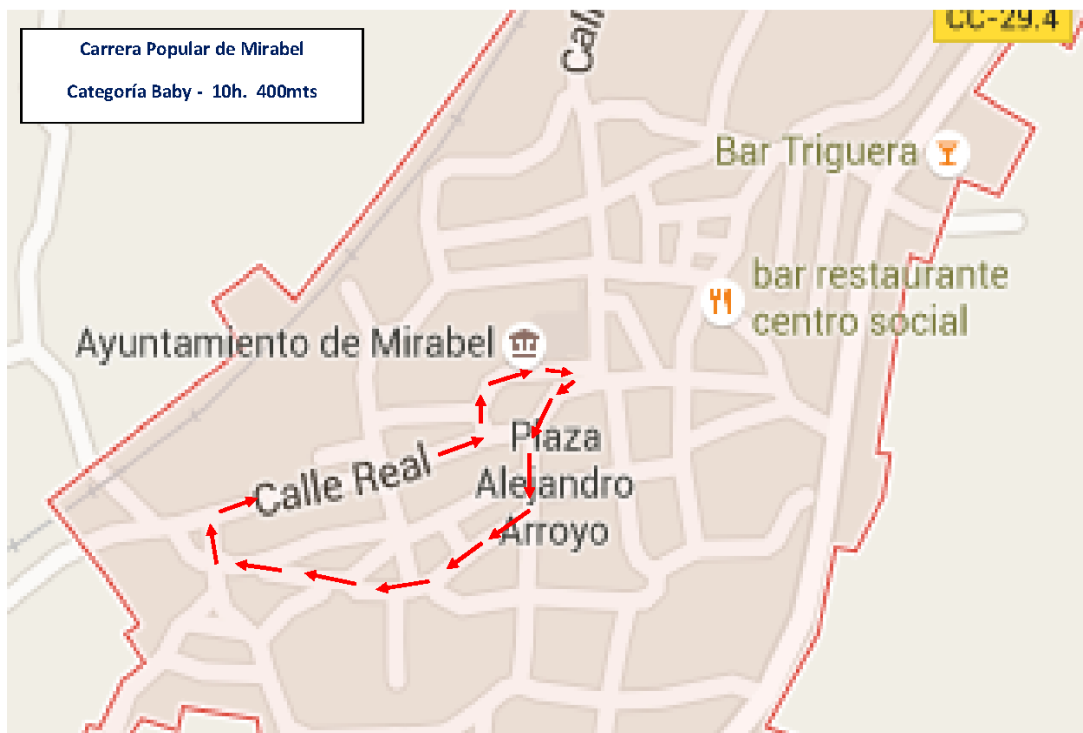 Carrera Popular de Mirabel
Categoría Baby - 10h. 400mts
CC-29.4
Call
Bar Triguera
bar restaurante
centro social
Ayuntamiento de Mirabel
Plaza
Alejandro
Arroyo
Calle Real